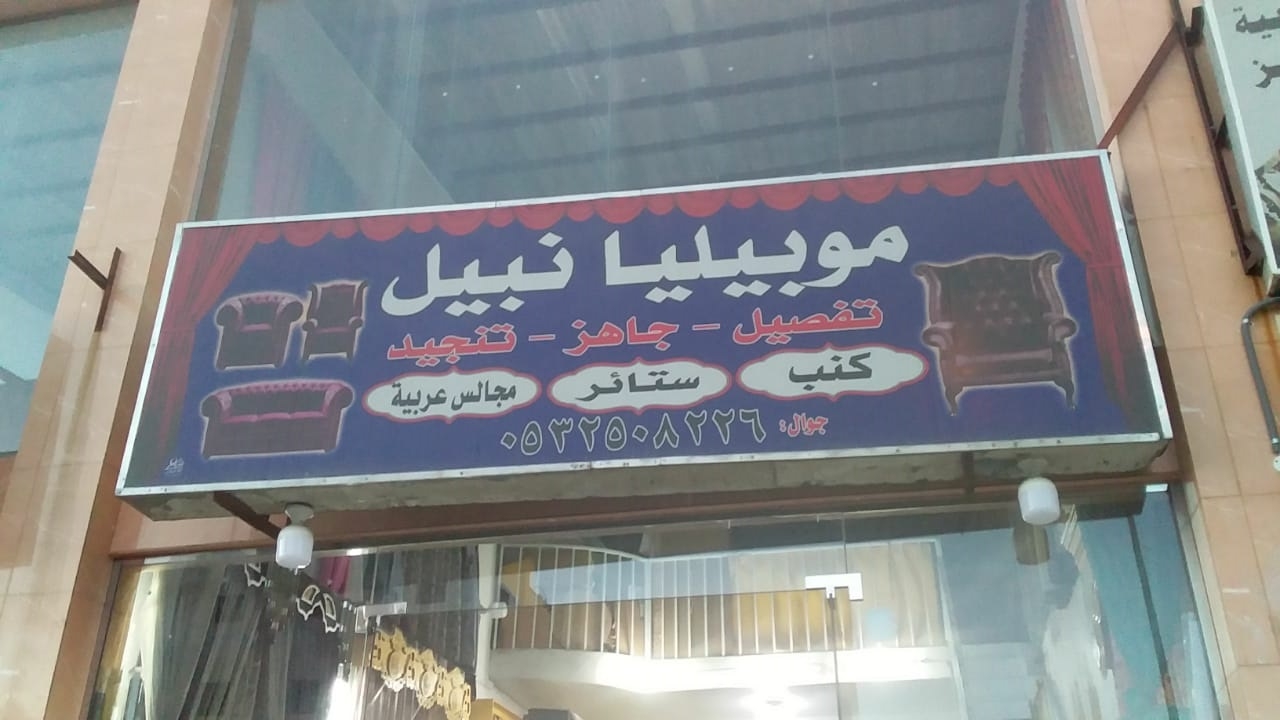 موبيليا نبيل
تفصيل - جاهز - تنجيد
كنب ستائر مجالس عربية
جوال: ٠٥٣٢٥٠٨٢٢٦